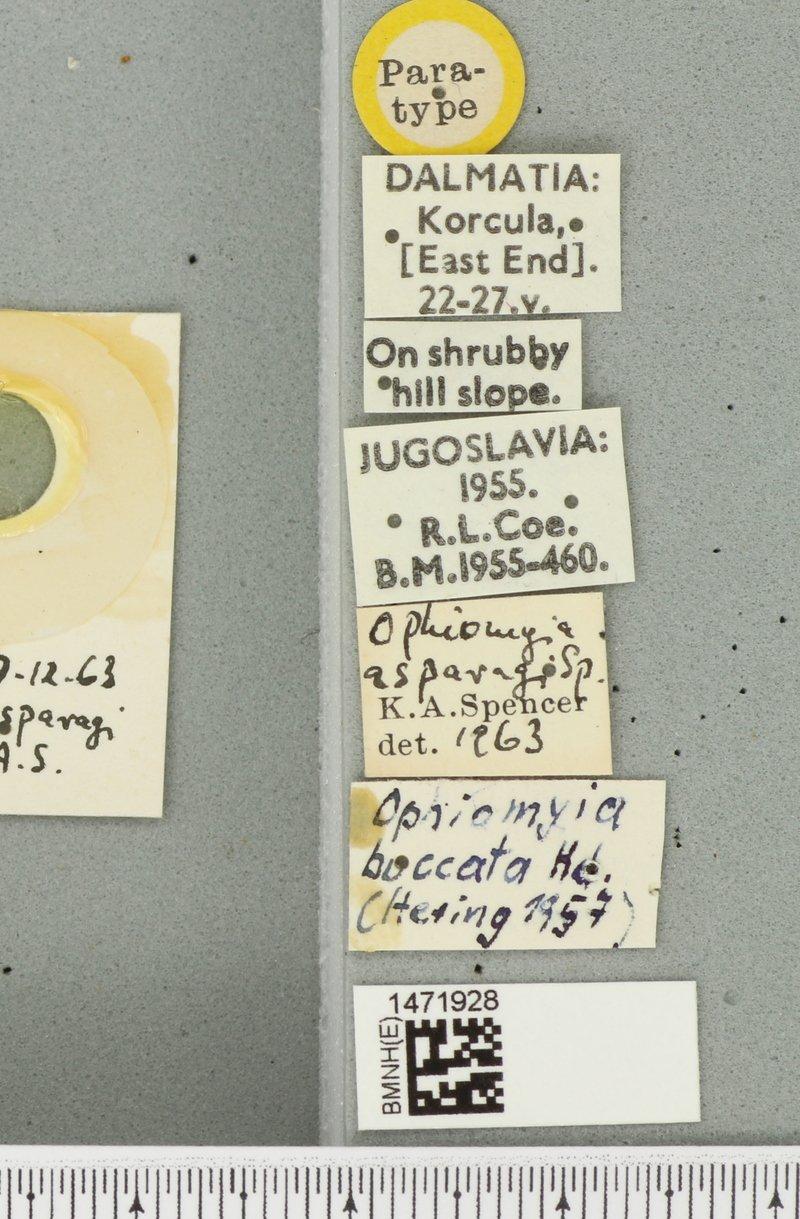 Para-
type
DALMATIA:
Korcula,
[East End].
22-27.v.
On shrubby
hill slope.
JUGOSLAVIA:
1955.
R.L.Coe.
B.M.1955-460.
Ophiomyia
asparagi Sp.
K.A.Spencer
det. 1963
Ophiomyia
buccata Hd.
(Hering 1957)
1471928
BMNH(E)
-12-63
sparagi
A.S.